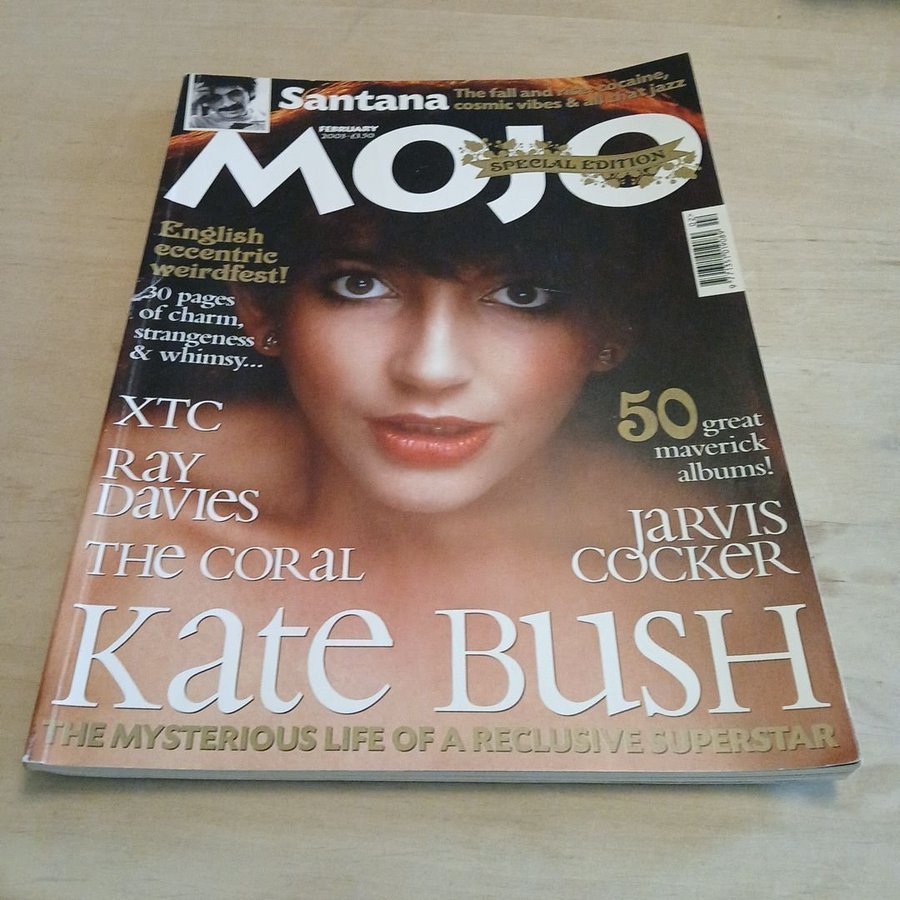 Santana
The fall and rise, cocaine,
cosmic vibes & all that jazz
FEBRUARY
2003 £3.50
MOJO
SPECIAL EDITION
English
eccentric
weirdfest!
30 pages
of charm,
strangeness
& whimsy...
XTC
Ray
Davies
The Coral
50 great
maverick
albums!
Jarvis
Cocker
Kate Bush
THE MYSTERIOUS LIFE OF A RECLUSIVE SUPERSTAR